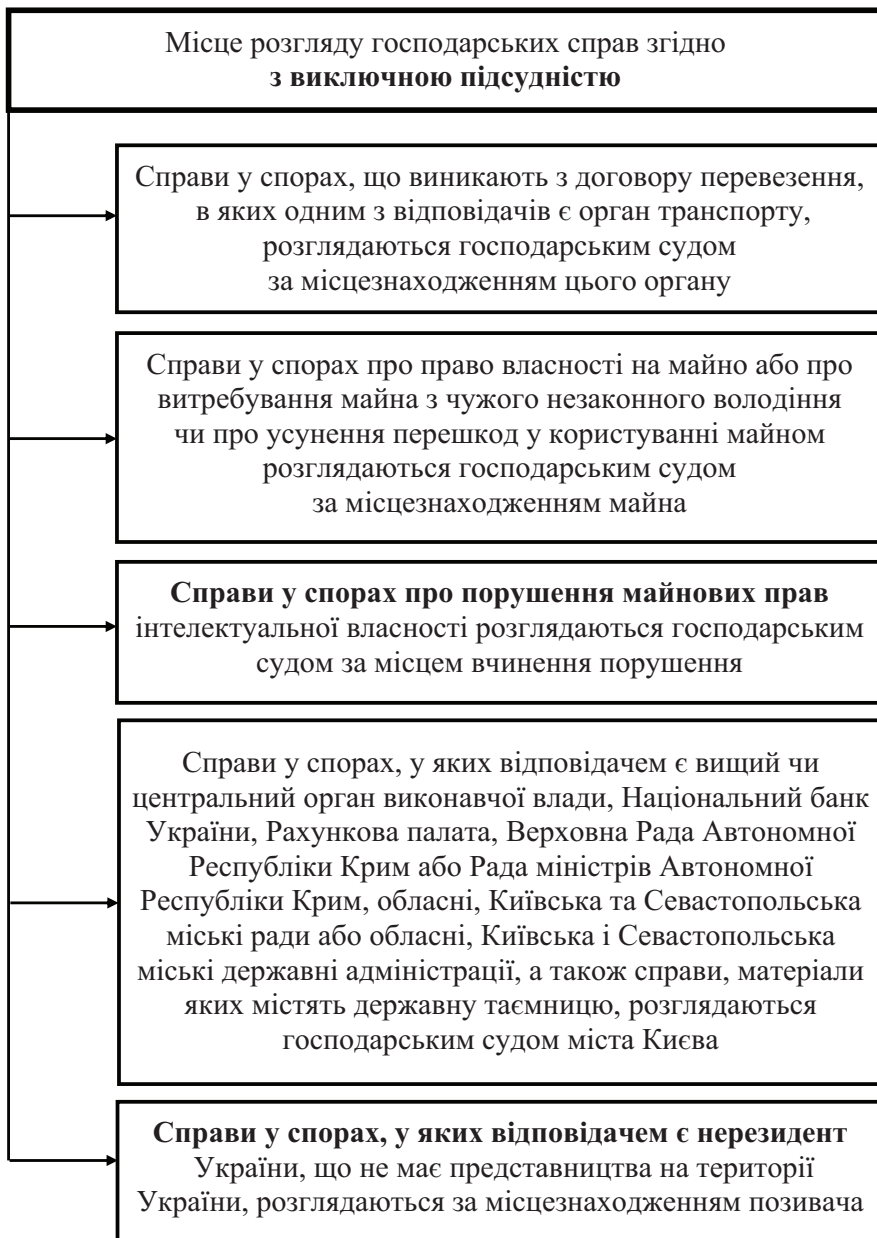 Місце розгляду господарських справ згідно
з виключною підсудністю
Справи у спорах, що виникають з договору перевезення,
в яких одним з відповідачів є орган транспорту,
розглядаються господарським судом
за місцезнаходженням цього органу
Справи у спорах про право власності на майно або про
витребування майна з чужого незаконного володіння
чи про усунення перешкод у користуванні майном
розглядаються господарським судом
за місцезнаходженням майна
Справи у спорах про порушення майнових прав
інтелектуальної власності розглядаються господарським
судом за місцем вчинення порушення
Справи у спорах, у яких відповідачем є вищий чи
центральний орган виконавчої влади, Національний банк
України, Рахункова палата, Верховна Рада Автономної
Республіки Крим або Рада міністрів Автономної
Республіки Крим, обласні, Київська та Севастопольська
міські ради або обласні, Київська і Севастопольська
міські державні адміністрації, а також справи, матеріали
яких містять державну таємницю, розглядаються
господарським судом міста Києва
Справи у спорах, у яких відповідачем є нерезидент
України, що не має представництва на території
України, розглядаються за місцезнаходженням позивача